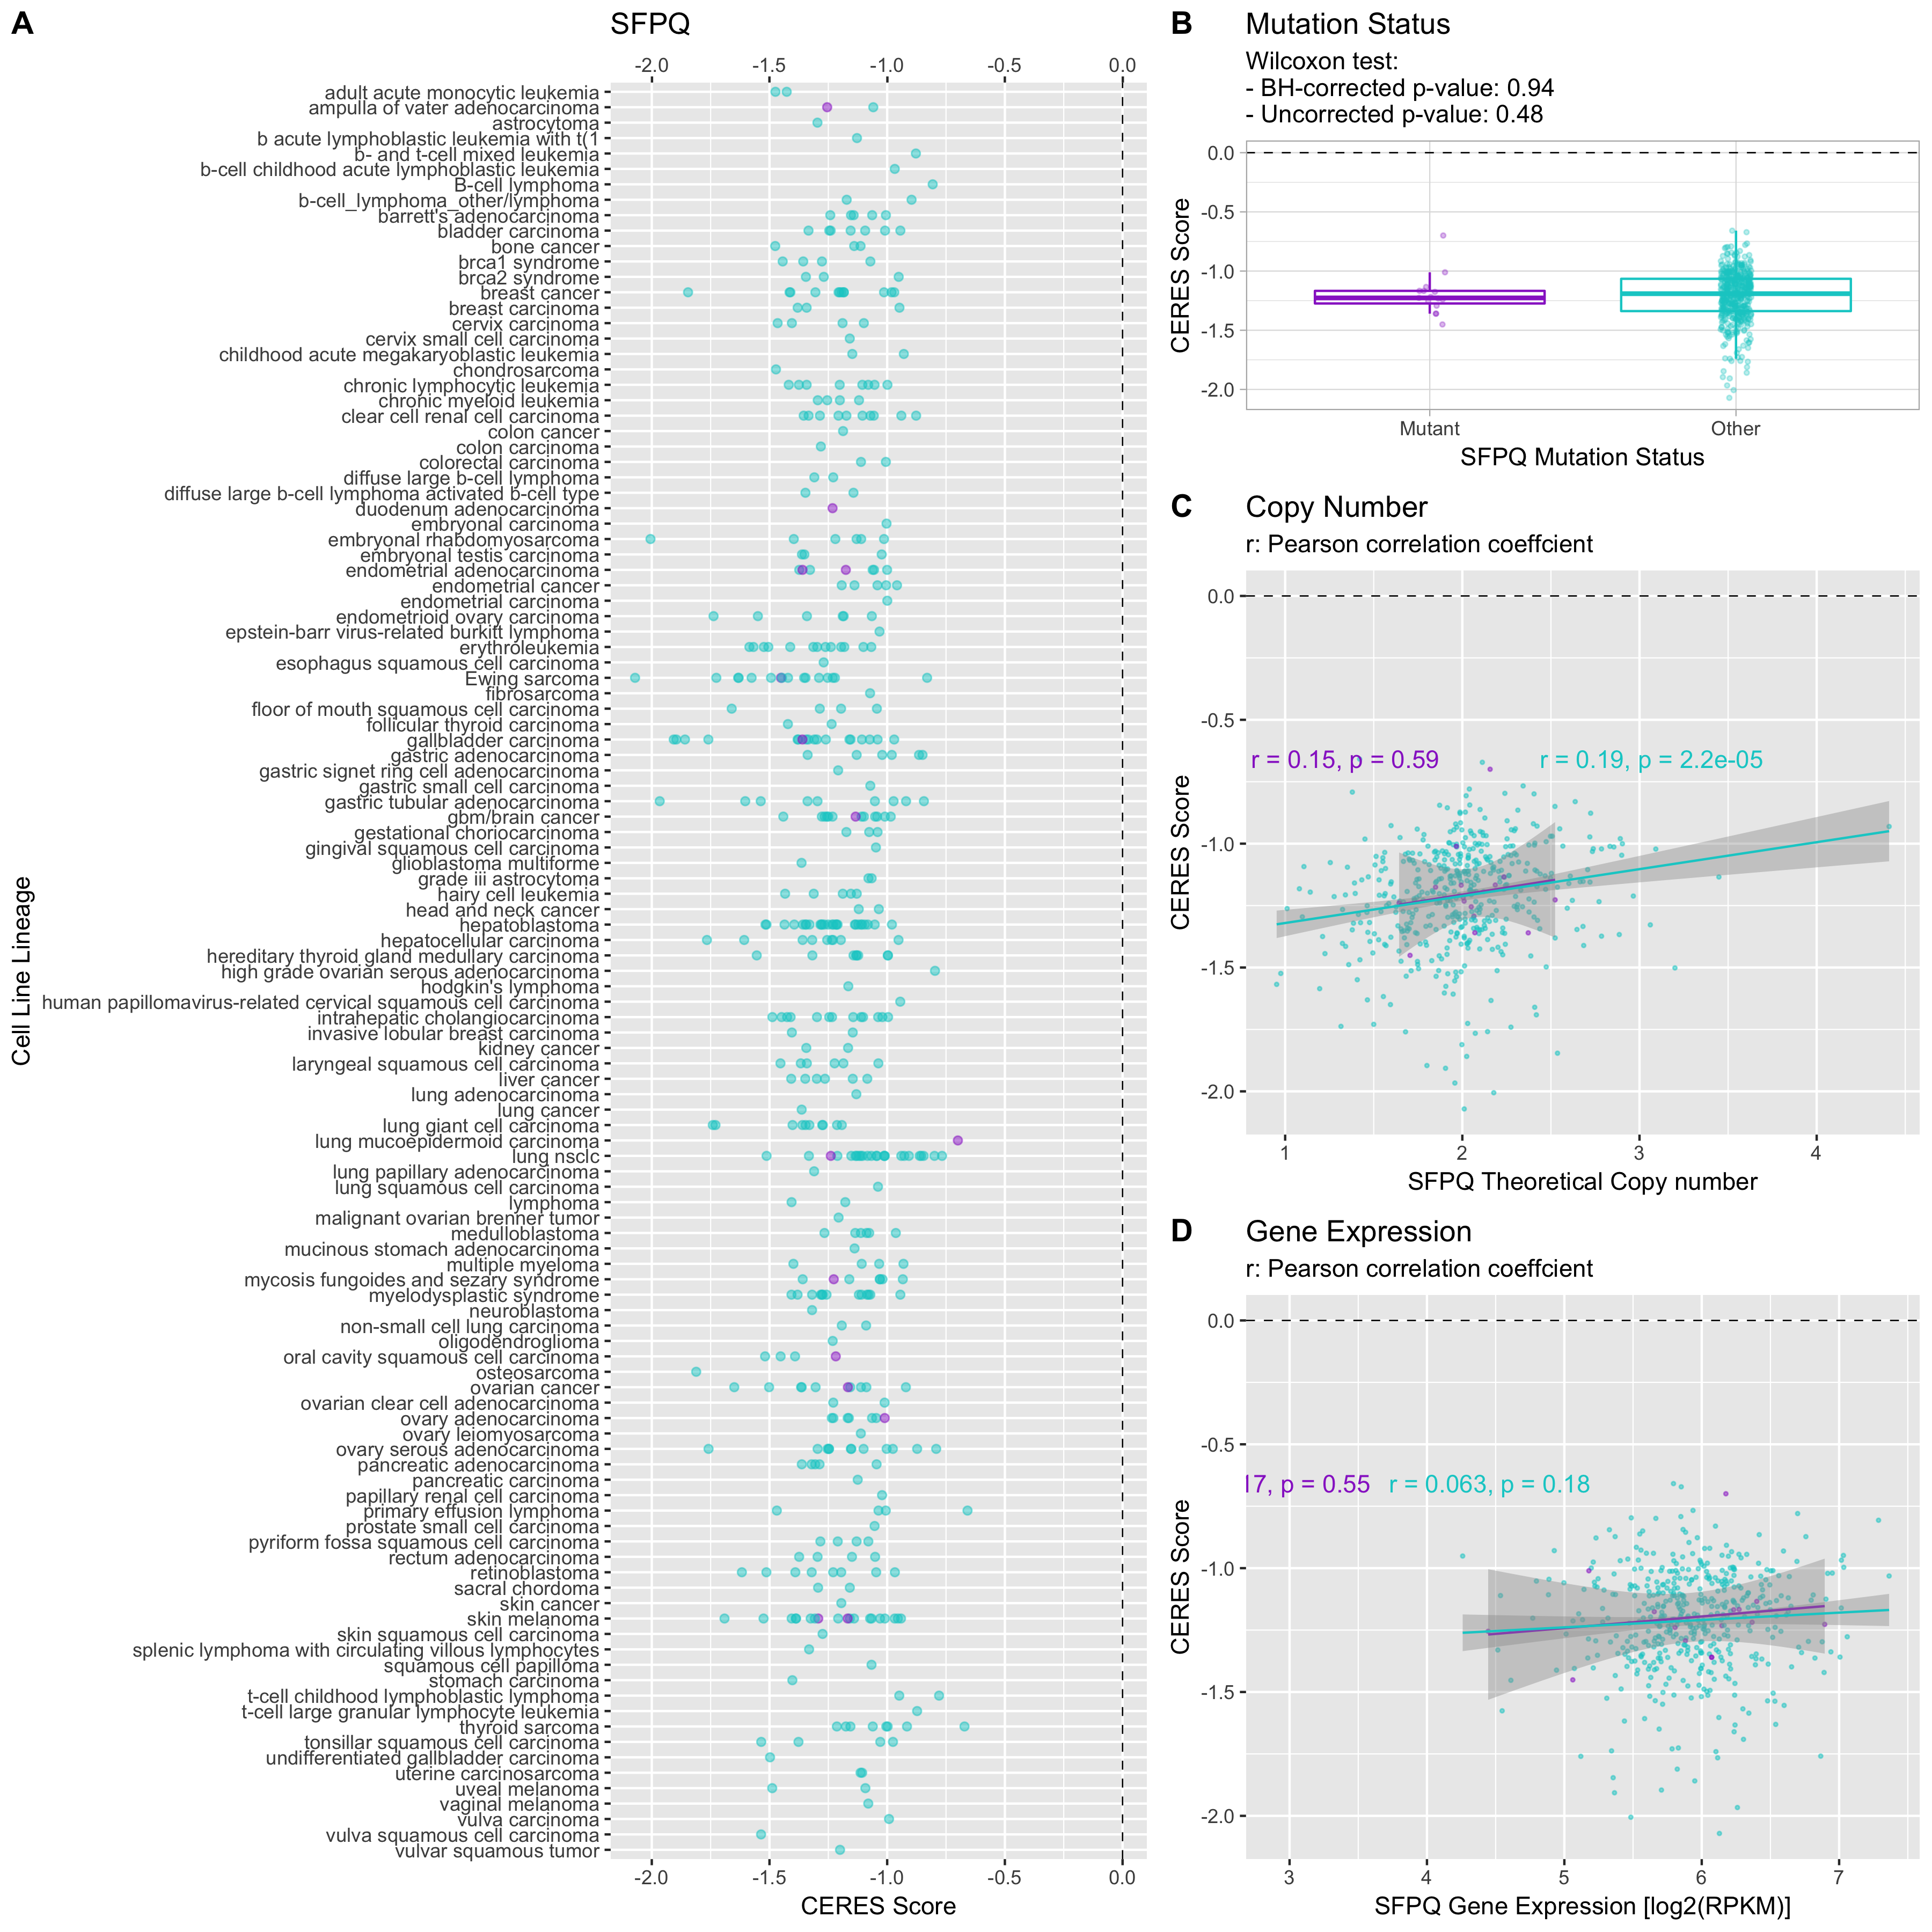 A
SFPQ
-2.0 -1.5 -1.0 -0.5 0.0
Cell Line Lineage
adult acute monocytic leukemia
ampulla of vater adenocarcinoma
astrocytoma
b acute lymphoblastic leukemia with t(1
b- and t-cell mixed leukemia
b-cell childhood acute lymphoblastic leukemia
B-cell lymphoma
b-cell_lymphoma_other/lymphoma
barrett's adenocarcinoma
bladder carcinoma
bone cancer
brca1 syndrome
brca2 syndrome
breast cancer
breast carcinoma
cervix carcinoma
cervix small cell carcinoma
childhood acute megakaryoblastic leukemia
chondrosarcoma
chronic lymphocytic leukemia
chronic myeloid leukemia
clear cell renal cell carcinoma
colon cancer
colon carcinoma
colorectal carcinoma
diffuse large b-cell lymphoma
diffuse large b-cell lymphoma activated b-cell type
duodenum adenocarcinoma
embryonal carcinoma
embryonal rhabdomyosarcoma
embryonal testis carcinoma
endometrial adenocarcinoma
endometrial cancer
endometrial carcinoma
endometrioid ovary carcinoma
epstein-barr virus-related burkitt lymphoma
erythroleukemia
esophagus squamous cell carcinoma
Ewing sarcoma
fibrosarcoma
floor of mouth squamous cell carcinoma
follicular thyroid carcinoma
gallbladder carcinoma
gastric adenocarcinoma
gastric signet ring cell adenocarcinoma
gastric small cell carcinoma
gastric tubular adenocarcinoma
gbm/brain cancer
gestational choriocarcinoma
gingival squamous cell carcinoma
glioblastoma multiforme
grade iii astrocytoma
hairy cell leukemia
head and neck cancer
hepatoblastoma
hepatocellular carcinoma
hereditary thyroid gland medullary carcinoma
high grade ovarian serous adenocarcinoma
hodgkin's lymphoma
human papillomavirus-related cervical squamous cell carcinoma
intrahepatic cholangiocarcinoma
invasive lobular breast carcinoma
kidney cancer
laryngeal squamous cell carcinoma
liver cancer
lung adenocarcinoma
lung cancer
lung giant cell carcinoma
lung mucoepidermoid carcinoma
lung nsclc
lung papillary adenocarcinoma
lung squamous cell carcinoma
lymphoma
malignant ovarian brenner tumor
medulloblastoma
mucinous stomach adenocarcinoma
multiple myeloma
mycosis fungoides and sezary syndrome
myelodysplastic syndrome
neuroblastoma
non-small cell lung carcinoma
oligodendroglioma
oral cavity squamous cell carcinoma
osteosarcoma
ovarian cancer
ovarian clear cell adenocarcinoma
ovary adenocarcinoma
ovary leiomyosarcoma
ovary serous adenocarcinoma
pancreatic adenocarcinoma
pancreatic carcinoma
papillary renal cell carcinoma
primary effusion lymphoma
prostate small cell carcinoma
pyriform fossa squamous cell carcinoma
rectum adenocarcinoma
retinoblastoma
sacral chordoma
skin cancer
skin melanoma
skin squamous cell carcinoma
splenic lymphoma with circulating villous lymphocytes
squamous cell papilloma
stomach carcinoma
t-cell childhood lymphoblastic lymphoma
t-cell large granular lymphocyte leukemia
thyroid sarcoma
tonsillar squamous cell carcinoma
undifferentiated gallbladder carcinoma
uterine carcinosarcoma
uveal melanoma
vaginal melanoma
vulva carcinoma
vulva squamous cell carcinoma
vulvar squamous tumor
-2.0 -1.5 -1.0 -0.5 0.0
CERES Score
B
Mutation Status
Wilcoxon test:
- BH-corrected p-value: 0.94
- Uncorrected p-value: 0.48
CERES Score
0.0
-0.5
-1.0
-1.5
-2.0
Mutant Other
SFPQ Mutation Status
C
Copy Number
r: Pearson correlation coeffcient
CERES Score
0.0
-0.5
r = 0.15, p = 0.59 r = 0.19, p = 2.2e-05
-1.0
-1.5
-2.0
1 2 3 4
SFPQ Theoretical Copy number
D
Gene Expression
r: Pearson correlation coeffcient
CERES Score
0.0
-0.5
7, p = 0.55 r = 0.063, p = 0.18
-1.0
-1.5
-2.0
3 4 5 6 7
SFPQ Gene Expression [log2(RPKM)]